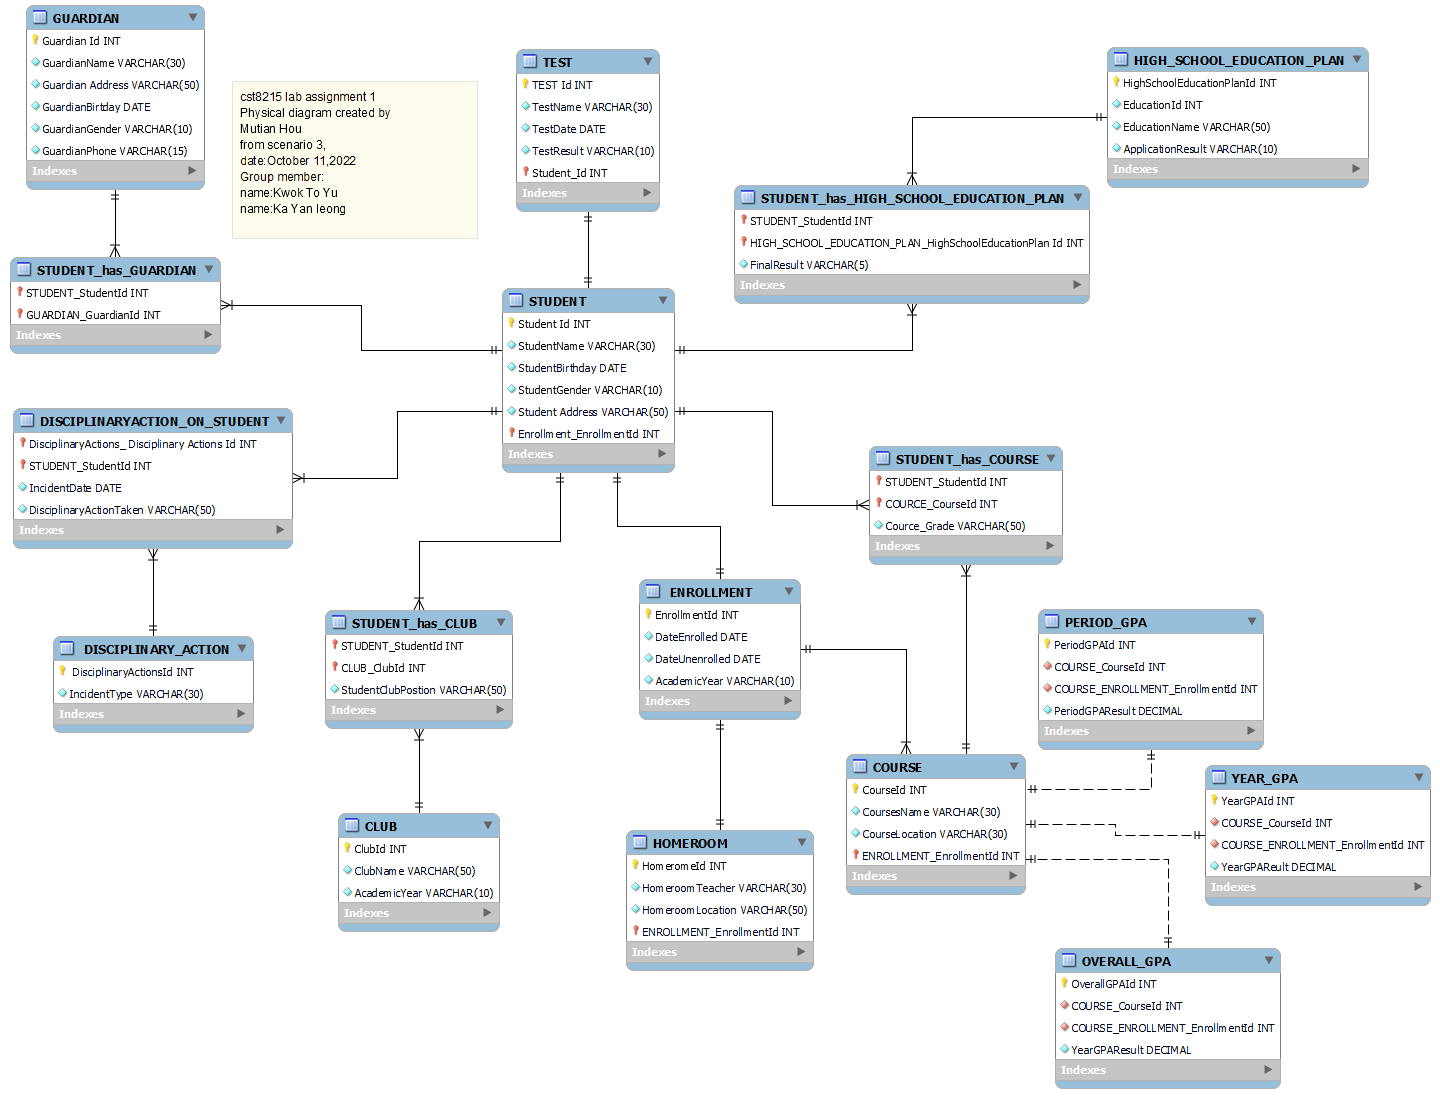 GUARDIAN
Guardian Id INT
GuardianName VARCHAR(30)
Guardian Address VARCHAR(50)
GuardianBirtday DATE
GuardianGender VARCHAR(10)
GuardianPhone VARCHAR(15)
Indexes
cst8215 lab assignment 1
Physical diagram created by
Mutian Hou
from scenario 3,
date:October 11,2022
Group member:
name:Kwok To Yu
name:Ka Yan Ieong
TEST
TEST Id INT
TestName VARCHAR(30)
TestDate DATE
TestResult VARCHAR(10)
Student_Id INT
Indexes
HIGH_SCHOOL_EDUCATION_PLAN
HighSchoolEducationPlanId INT
EducationId INT
EducationName VARCHAR(50)
ApplicationResult VARCHAR(10)
Indexes
STUDENT_has_HIGH_SCHOOL_EDUCATION_PLAN
STUDENT_StudentId INT
HIGH_SCHOOL_EDUCATION_PLAN_HighSchoolEducationPlan Id INT
FinalResult VARCHAR(5)
Indexes
STUDENT_has_GUARDIAN
STUDENT_StudentId INT
GUARDIAN_GuardianId INT
Indexes
STUDENT
Student Id INT
StudentName VARCHAR(30)
StudentBirthday DATE
StudentGender VARCHAR(10)
Student Address VARCHAR(50)
Enrollment_EnrollmentId INT
Indexes
DISCIPLINARYACTION_ON_STUDENT
DisciplinaryActions_ Disciplinary Actions Id INT
STUDENT_StudentId INT
IncidentDate DATE
DisciplinaryActionTaken VARCHAR(50)
Indexes
STUDENT_has_COURSE
STUDENT_StudentId INT
COURCE_CourseId INT
Cource_Grade VARCHAR(50)
Indexes
DISCIPLINARY_ACTION
DisciplinaryActionsId INT
IncidentType VARCHAR(30)
Indexes
STUDENT_has_CLUB
STUDENT_StudentId INT
CLUB_ClubId INT
StudentClubPostion VARCHAR(50)
Indexes
ENROLLMENT
EnrollmentId INT
DateEnrolled DATE
DateUnenrolled DATE
AcademicYear VARCHAR(10)
Indexes
PERIOD_GPA
PeriodGPAId INT
COURSE_CourseId INT
COURSE_ENROLLMENT_EnrollmentId INT
PeriodGPAResult DECIMAL
Indexes
COURSE
CourseId INT
CoursesName VARCHAR(30)
CourseLocation VARCHAR(30)
ENROLLMENT_EnrollmentId INT
Indexes
YEAR_GPA
YearGPAId INT
COURSE_CourseId INT
COURSE_ENROLLMENT_EnrollmentId INT
YearGPAReult DECIMAL
Indexes
CLUB
ClubId INT
ClubName VARCHAR(50)
AcademicYear VARCHAR(10)
Indexes
HOMEROOM
HomeromeId INT
Homeroom Teacher VARCHAR(30)
Homeroom Location VARCHAR(50)
ENROLLMENT_EnrollmentId INT
Indexes
OVERALL_GPA
OverallGPAId INT
COURSE_CourseId INT
COURSE_ENROLLMENT_EnrollmentId INT
YearGPAResult DECIMAL
Indexes